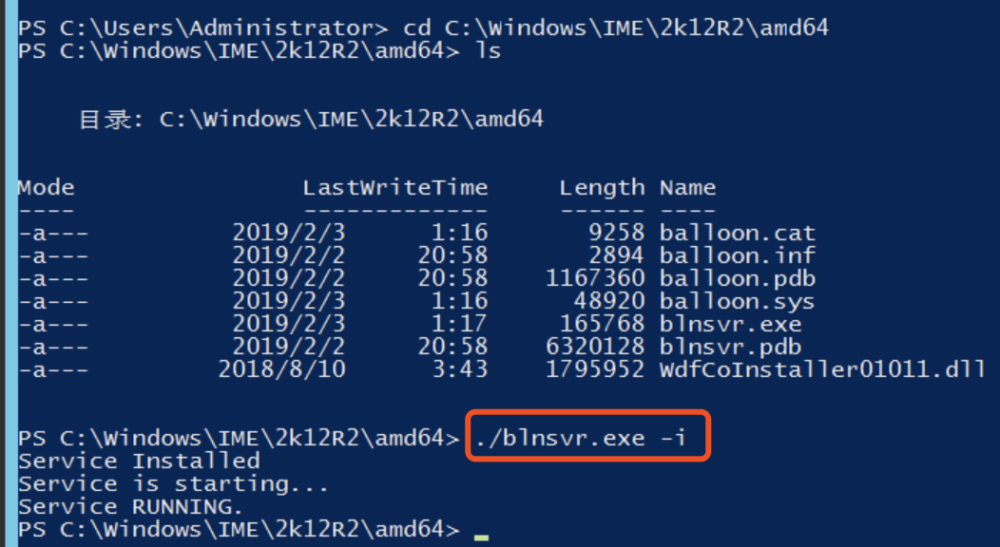 PS C:\Users\Administrator> cd C:\Windows\IME\2k12R2\amd64
PS C:\Windows\IME\2k12R2\amd64> ls
目录: C:\Windows\IME\2k12R2\amd64
Mode LastWriteTime Length Name
---- ------------- ------ ----
-a--- 2019/2/3 1:16 9258 balloon.cat
-a--- 2019/2/2 20:58 2894 balloon.inf
-a--- 2019/2/2 20:58 1167360 balloon.pdb
-a--- 2019/2/3 1:16 48920 balloon.sys
-a--- 2019/2/3 1:17 165768 blnsvr.exe
-a--- 2019/2/2 20:58 6320128 blnsvr.pdb
-a--- 2018/8/10 3:43 1795952 WdfCoInstaller01011.dll
PS C:\Windows\IME\2k12R2\amd64> ./blnsvr.exe -i
Service Installed
Service is starting...
Service RUNNING.
PS C:\Windows\IME\2k12R2\amd64> _